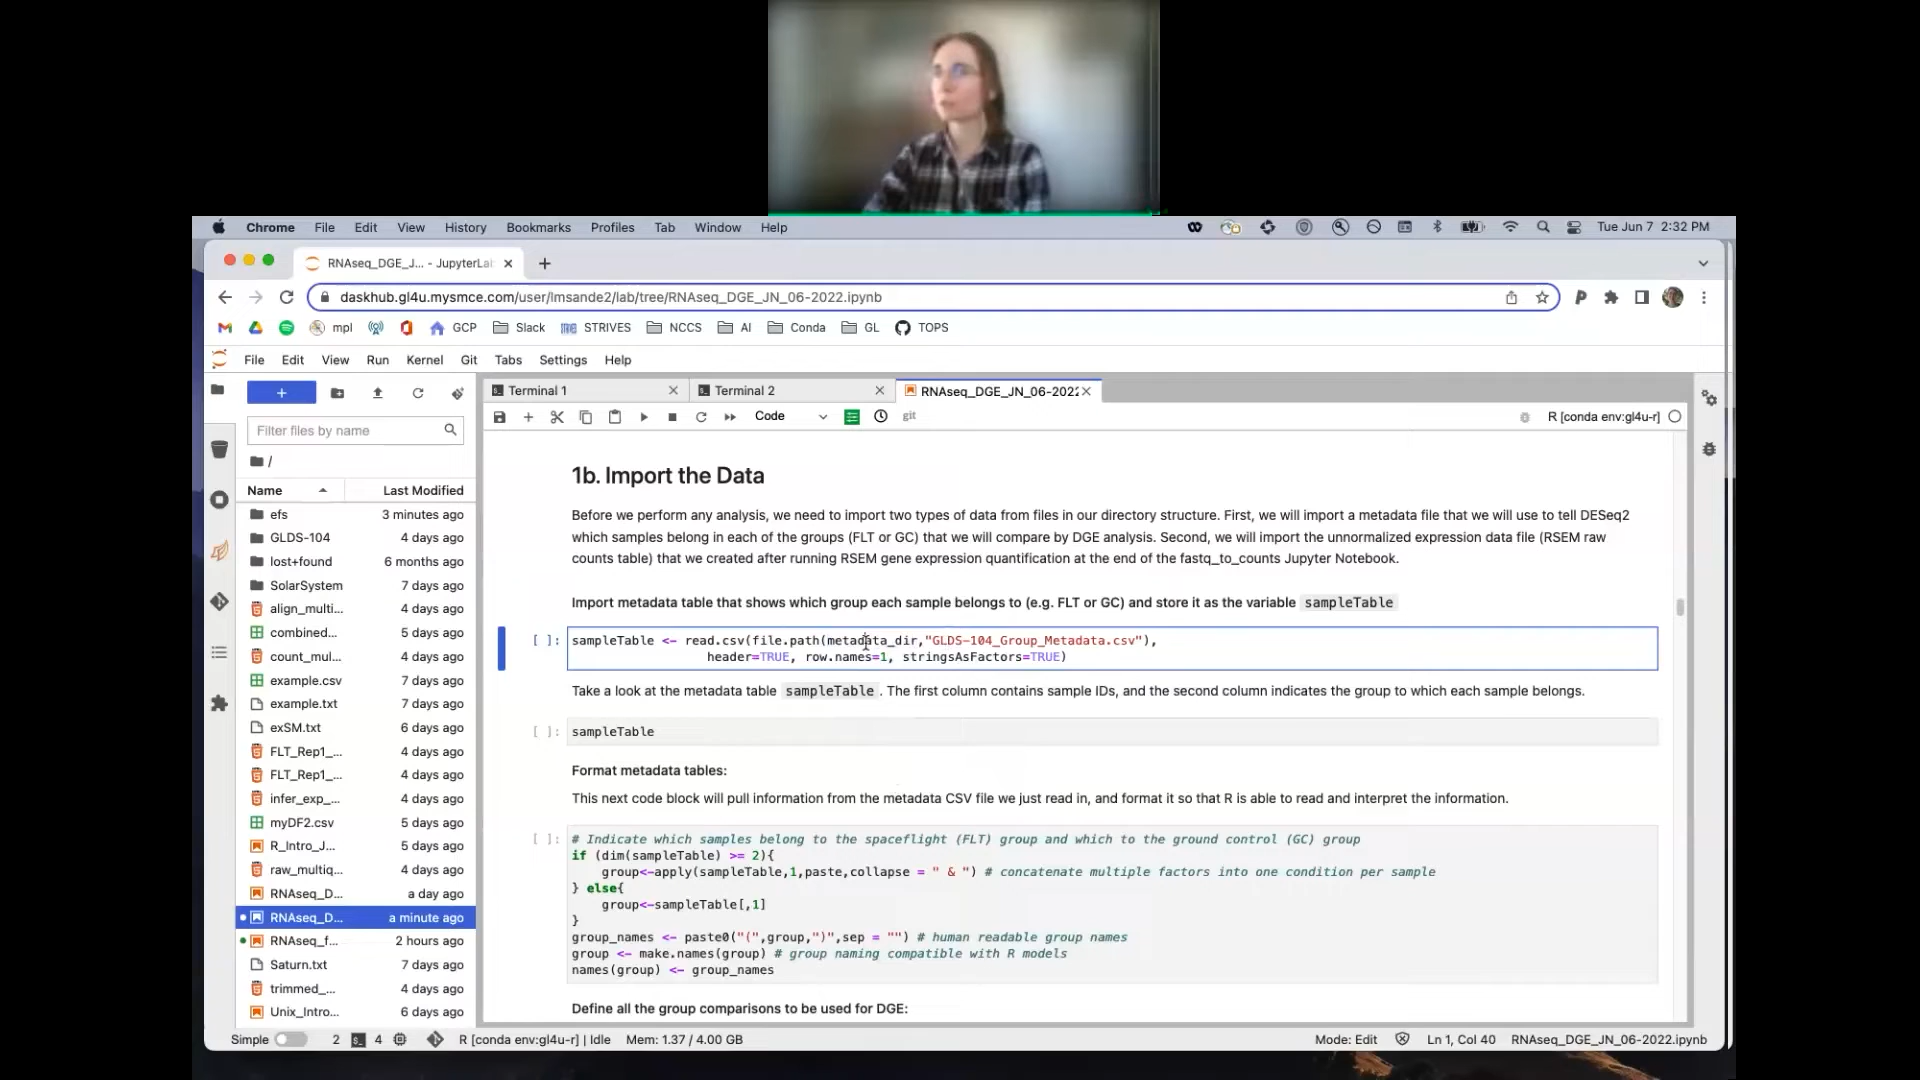 Chrome File Edit View History Bookmarks Profiles Tab Window Help Tue Jun 7 2:32 PM
RNAseq_DGE_J... - JupyterLa
daskhub.gl4u.mysmce.com/user/lmsande2/lab/tree/RNAseq_DGE_JN_06-2022.ipynb
mpl GCP Slack STRIVES NCCS AI Conda GL TOPS
File Edit View Run Kernel Git Tabs Settings Help
Terminal 1 Terminal 2 RNAseq_DGE_JN_06-2022
Code git R [conda env:gl4u-r]
Filter files by name
/
Name Last Modified
efs 3 minutes ago
GLDS-104 4 days ago
lost+found 6 months ago
SolarSystem 7 days ago
align_multi... 4 days ago
combined... 5 days ago
count_mul... 4 days ago
example.csv 7 days ago
example.txt 7 days ago
exSM.txt 6 days ago
FLT_Rep1_... 4 days ago
FLT_Rep1_... 4 days ago
infer_exp_... 4 days ago
myDF2.csv 5 days ago
R_Intro_J... 5 days ago
raw_multiq... 4 days ago
RNAseq_D... a day ago
RNAseq_D... a minute ago
RNAseq_f... 2 hours ago
Saturn.txt 7 days ago
trimmed_... 4 days ago
Unix_Intro... 6 days ago
1b. Import the Data
Before we perform any analysis, we need to import two types of data from files in our directory structure. First, we will import a metadata file that we will use to tell DESeq2
which samples belong in each of the groups (FLT or GC) that we will compare by DGE analysis. Second, we will import the unnormalized expression data file (RSEM raw
counts table) that we created after running RSEM gene expression quantification at the end of the fastq_to_counts Jupyter Notebook.
Import metadata table that shows which group each sample belongs to (e.g. FLT or GC) and store it as the variable sampleTable
[ ]: sampleTable <- read.csv(file.path(metadata_dir,"GLDS-104_Group_Metadata.csv"),
header=TRUE, row.names=1, stringsAsFactors=TRUE)
Take a look at the metadata table sampleTable . The first column contains sample IDs, and the second column indicates the group to which each sample belongs.
[ ]: sampleTable
Format metadata tables:
This next code block will pull information from the metadata CSV file we just read in, and format it so that R is able to read and interpret the information.
[ ]: # Indicate which samples belong to the spaceflight (FLT) group and which to the ground control (GC) group
if (dim(sampleTable) >= 2){
group<-apply(sampleTable,1,paste,collapse = " & ") # concatenate multiple factors into one condition per sample
} else{
group<-sampleTable[,1]
}
group_names <- paste0("(",group,")",sep = "") # human readable group names
group <- make.names(group) # group naming compatible with R models
names(group) <- group_names
Define all the group comparisons to be used for DGE:
Simple 2 4 R [conda env:gl4u-r] | Idle Mem: 1.37 / 4.00 GB Mode: Edit Ln 1, Col 40 RNAseq_DGE_JN_06-2022.ipynb